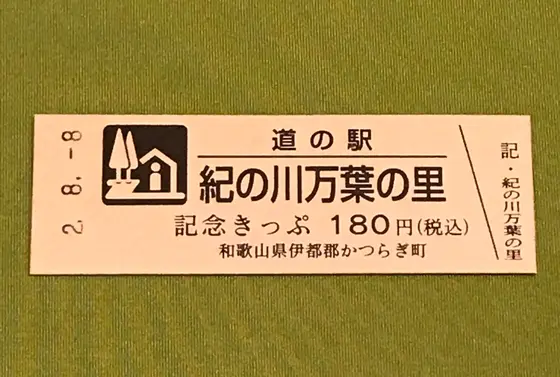 2. 8. -8
道の駅
紀の川万葉の里
記念きっぷ 180円(税込)
和歌山県伊都郡かつらぎ町
記・紀の川万葉の里